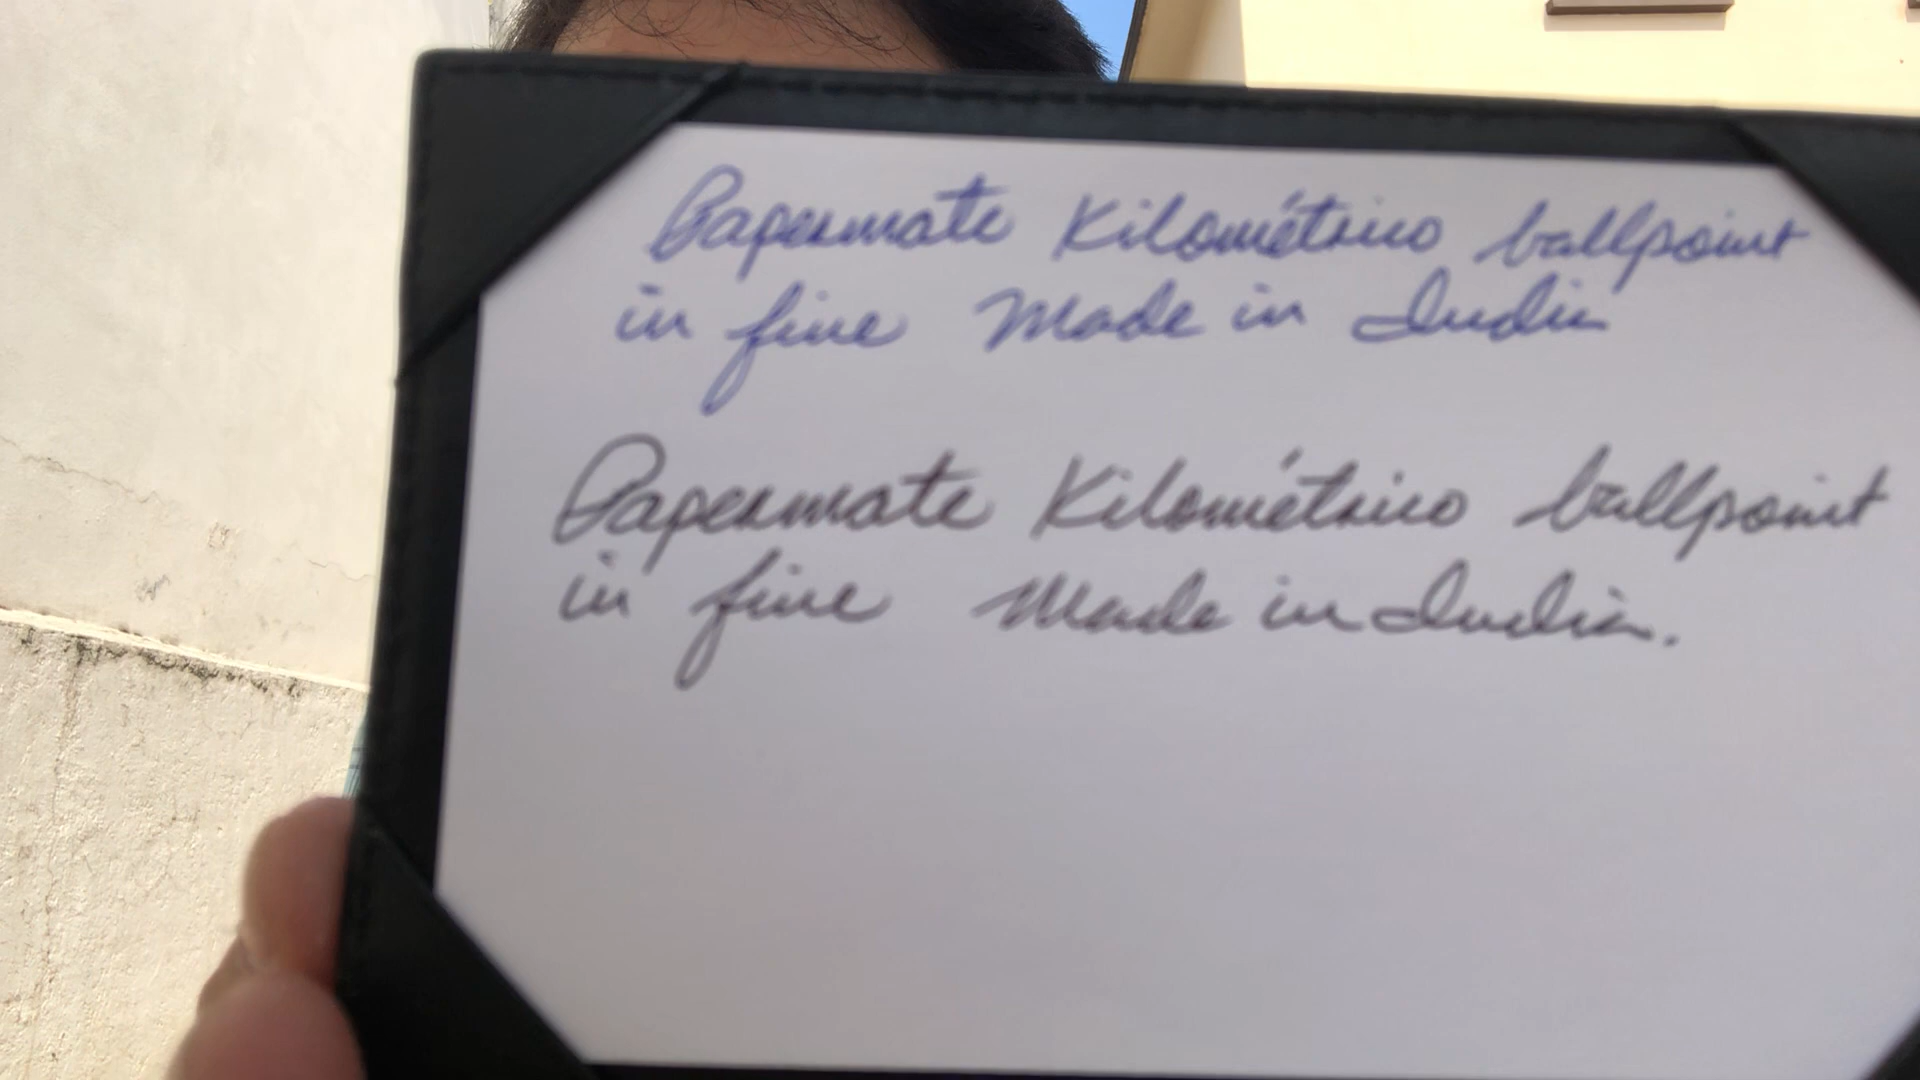 Papermate Kilométrico ballpoint
in fine Made in India
Papermate Kilométrico ballpoint
in fine Made in India.